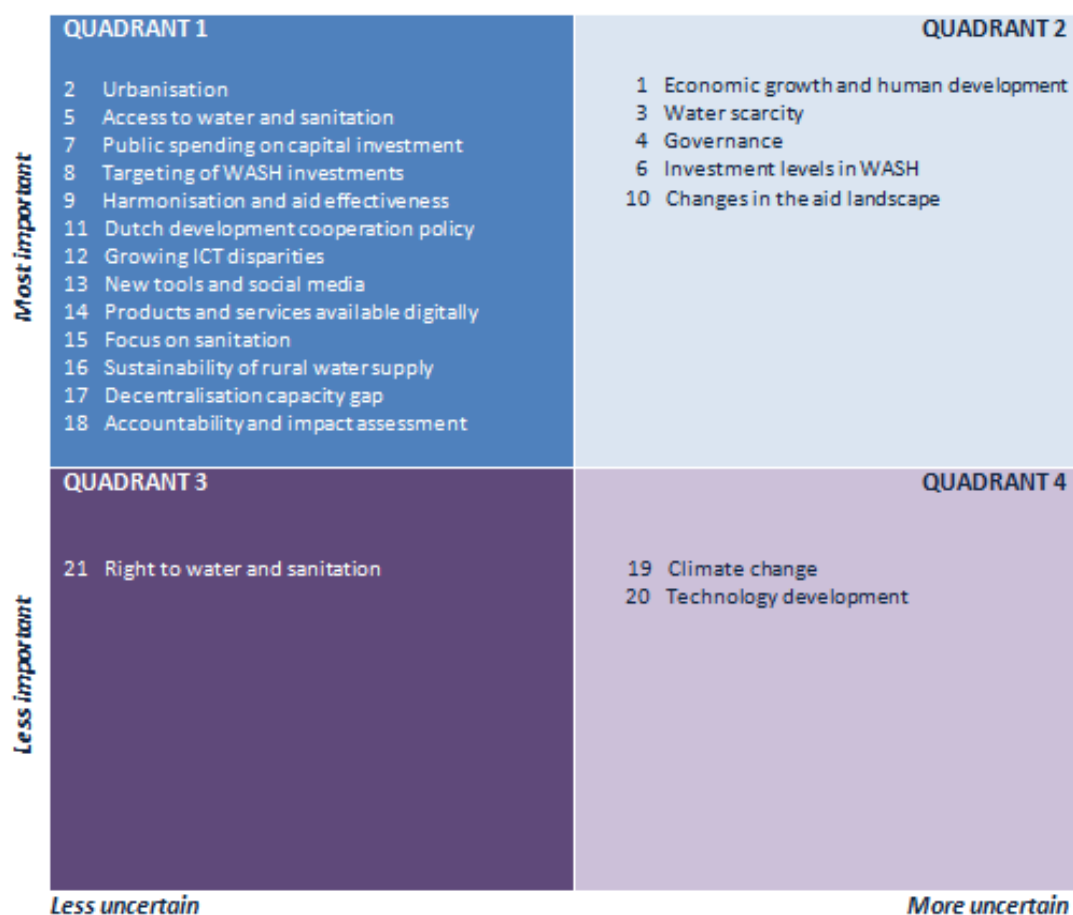 QUADRANT 1
2 Urbanisation
5 Access to water and sanitation
7 Public spending on capital investment
8 Targeting of WASH investments
9 Harmonisation and aid effectiveness
11 Dutch development cooperation policy
12 Growing ICT disparities
13 New tools and social media
14 Products and services available digitally
15 Focus on sanitation
16 Sustainability of rural water supply
17 Decentralisation capacity gap
18 Accountability and impact assessment
QUADRANT 2
1 Economic growth and human development
3 Water scarcity
4 Governance
6 Investment levels in WASH
10 Changes in the aid landscape
Most important
QUADRANT 3
21 Right to water and sanitation
QUADRANT 4
19 Climate change
20 Technology development
Less important
Less uncertain
More uncertain